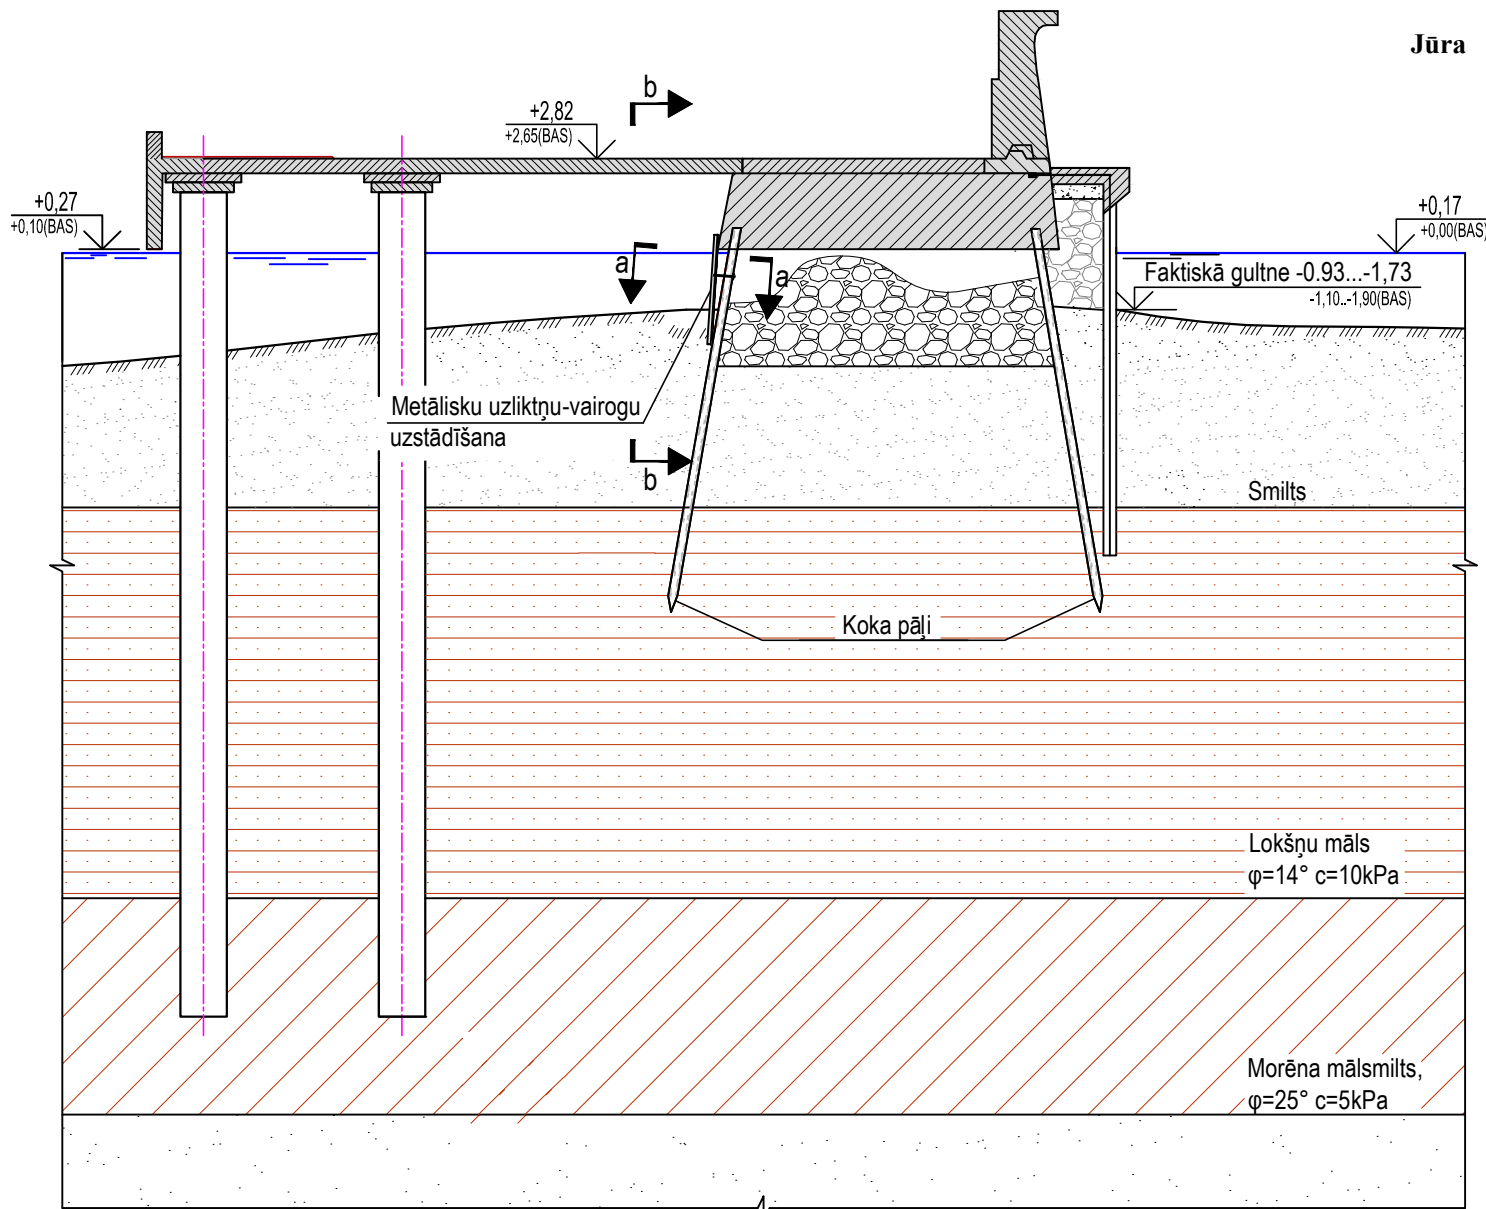 Jūra
b
+2,82
+2,65(BAS)
+0,27
+0,10(BAS)
+0,17
+0,00(BAS)
a
a
Faktiskā gultne -0.93...-1,73
-1,10..-1,90(BAS)
Metālisku uzliktņu-vairogu
uzstādīšana
b
Smilts
Koka pāļi
Lokšņu māls
φ=14° c=10kPa
Morēna mālsmilts,
φ=25° c=5kPa